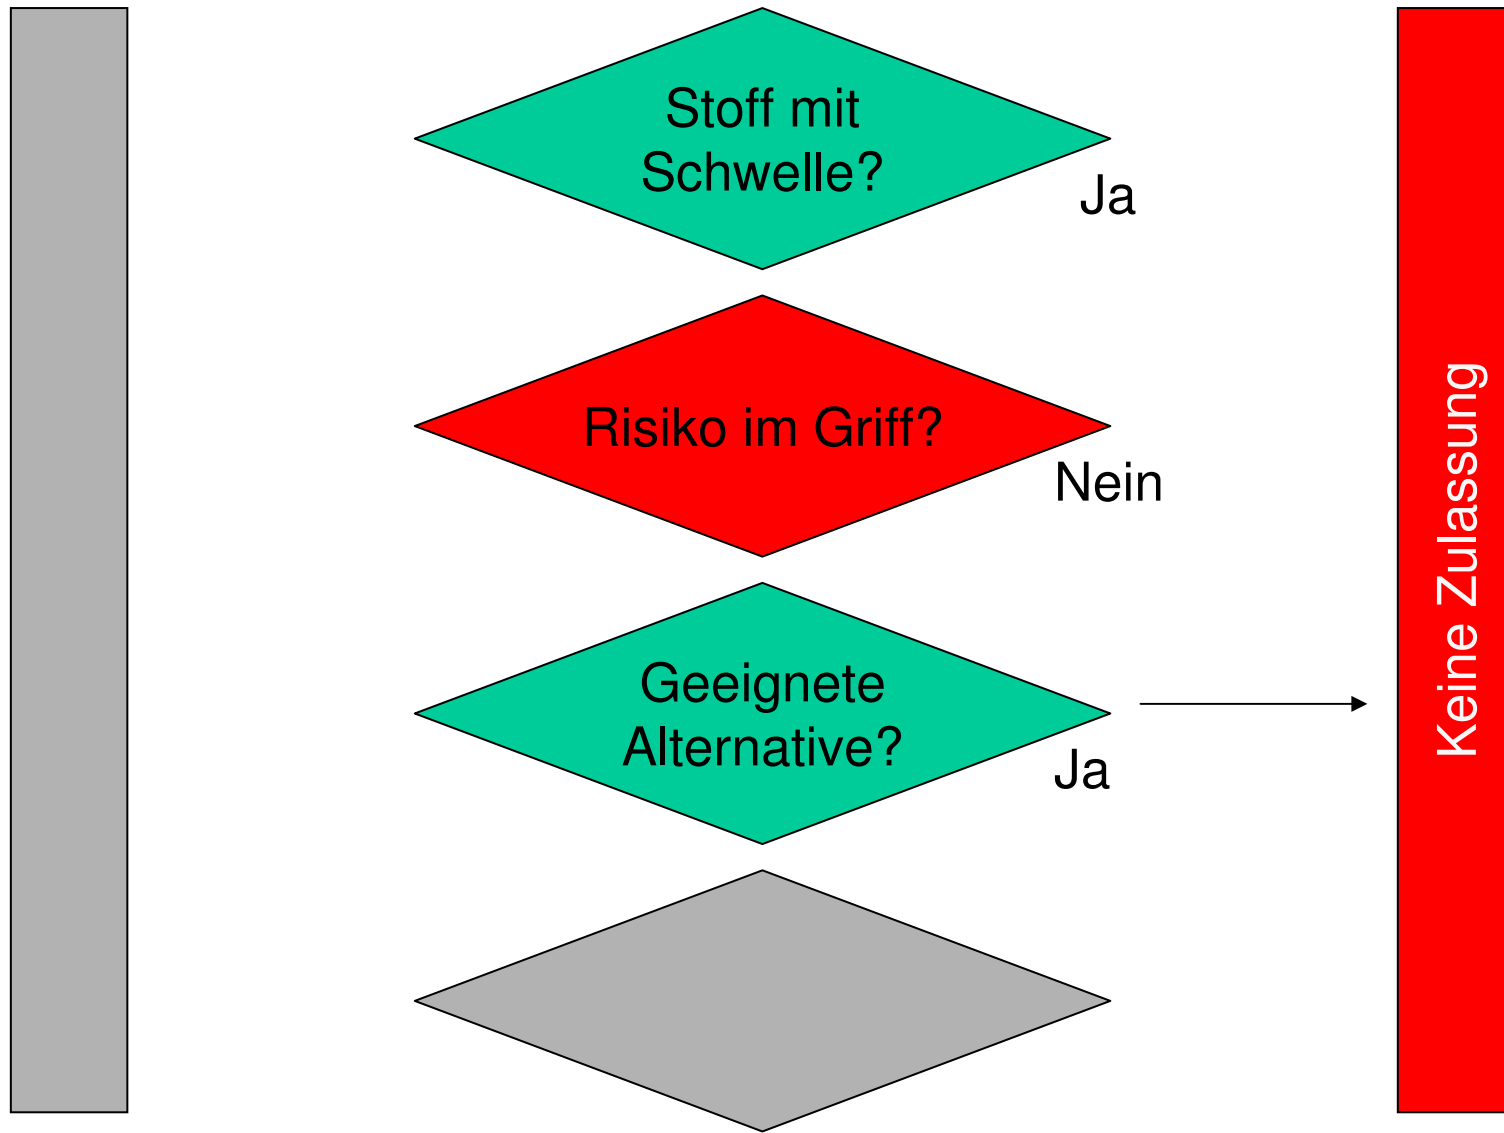 Stoff mit
Schwelle?
Ja
Risiko im Griff?
Nein
Geeignete
Alternative?
Ja
Keine Zulassung